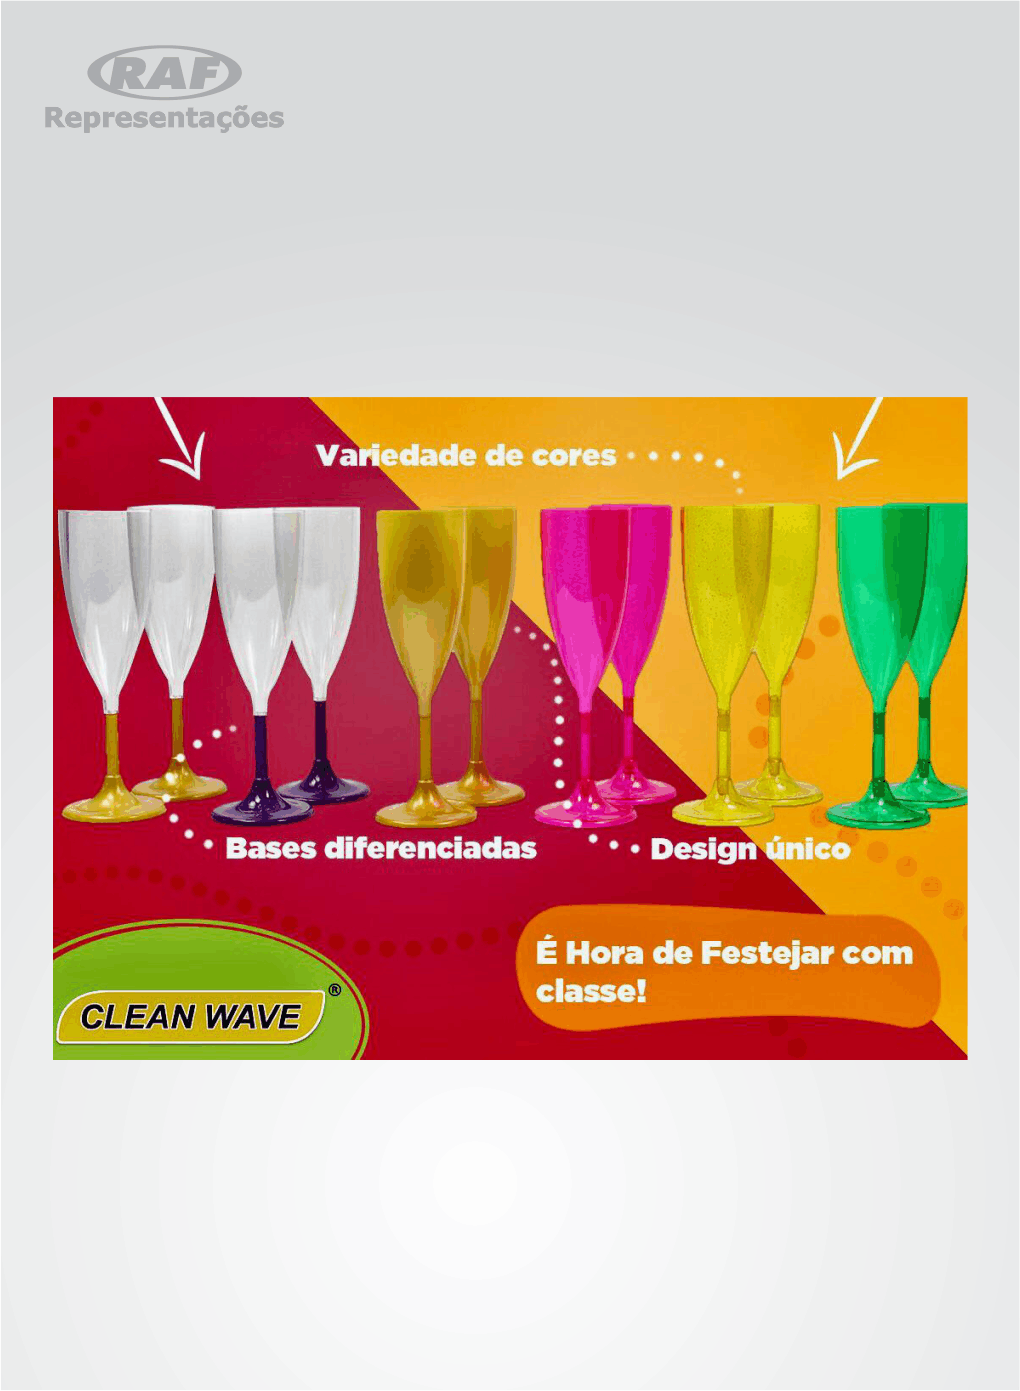 RAF
Representações
Variedade de cores
Bases diferenciadas
Design único
É Hora de Festejar com
classe!
CLEAN WAVE ®